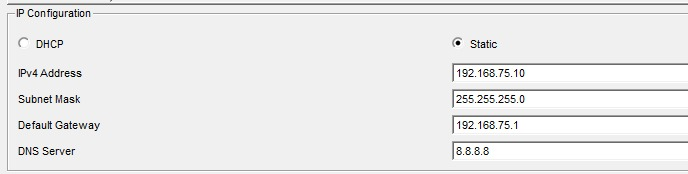 IP Configuration
DHCP Static
IPv4 Address 192.168.75.10
Subnet Mask 255.255.255.0
Default Gateway 192.168.75.1
DNS Server 8.8.8.8